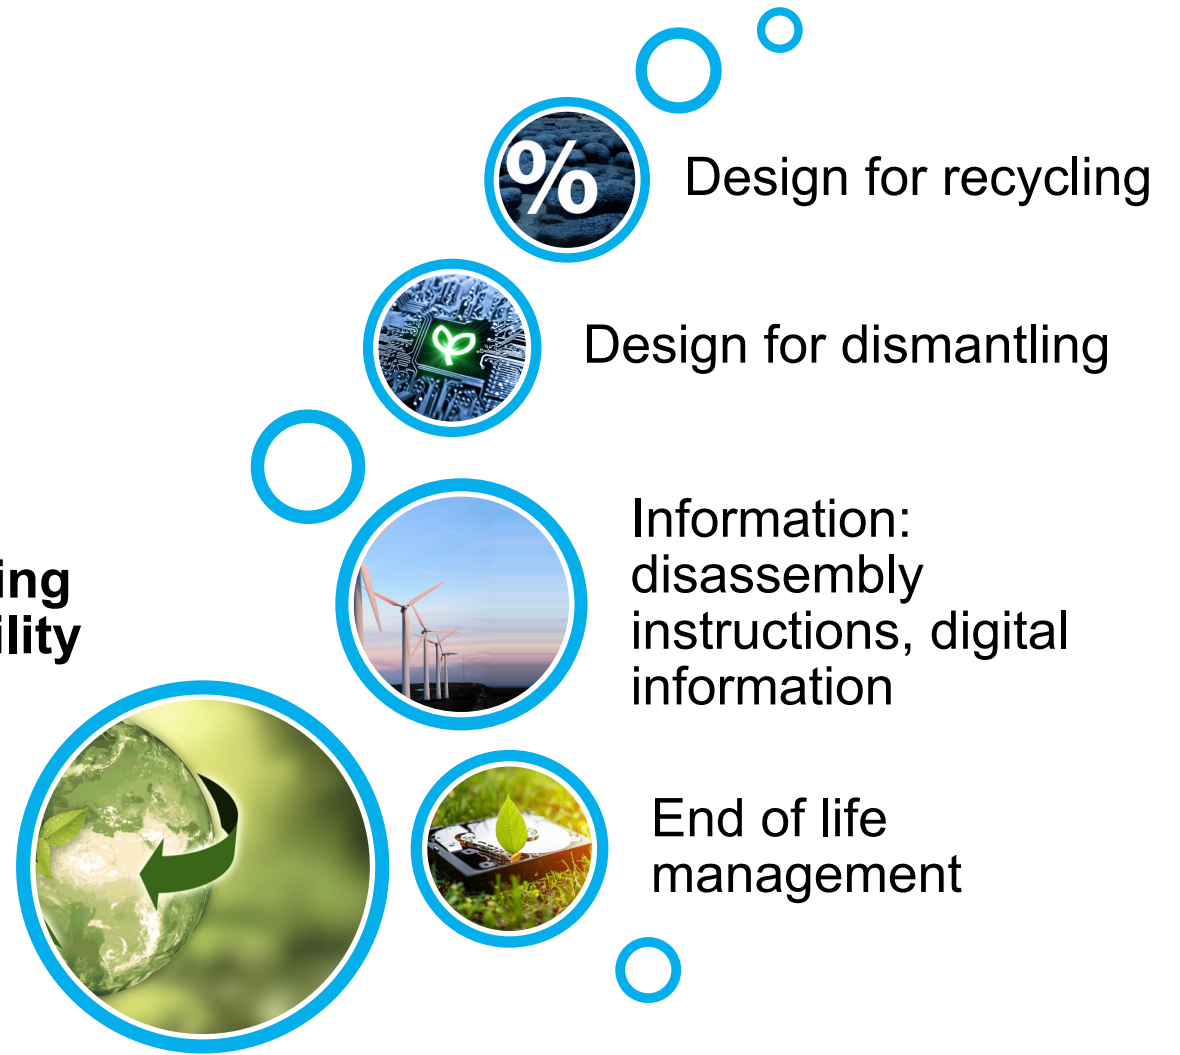 %
Design for recycling
Design for dismantling
Information:
disassembly
instructions, digital
information
ing
ility
End of life
management